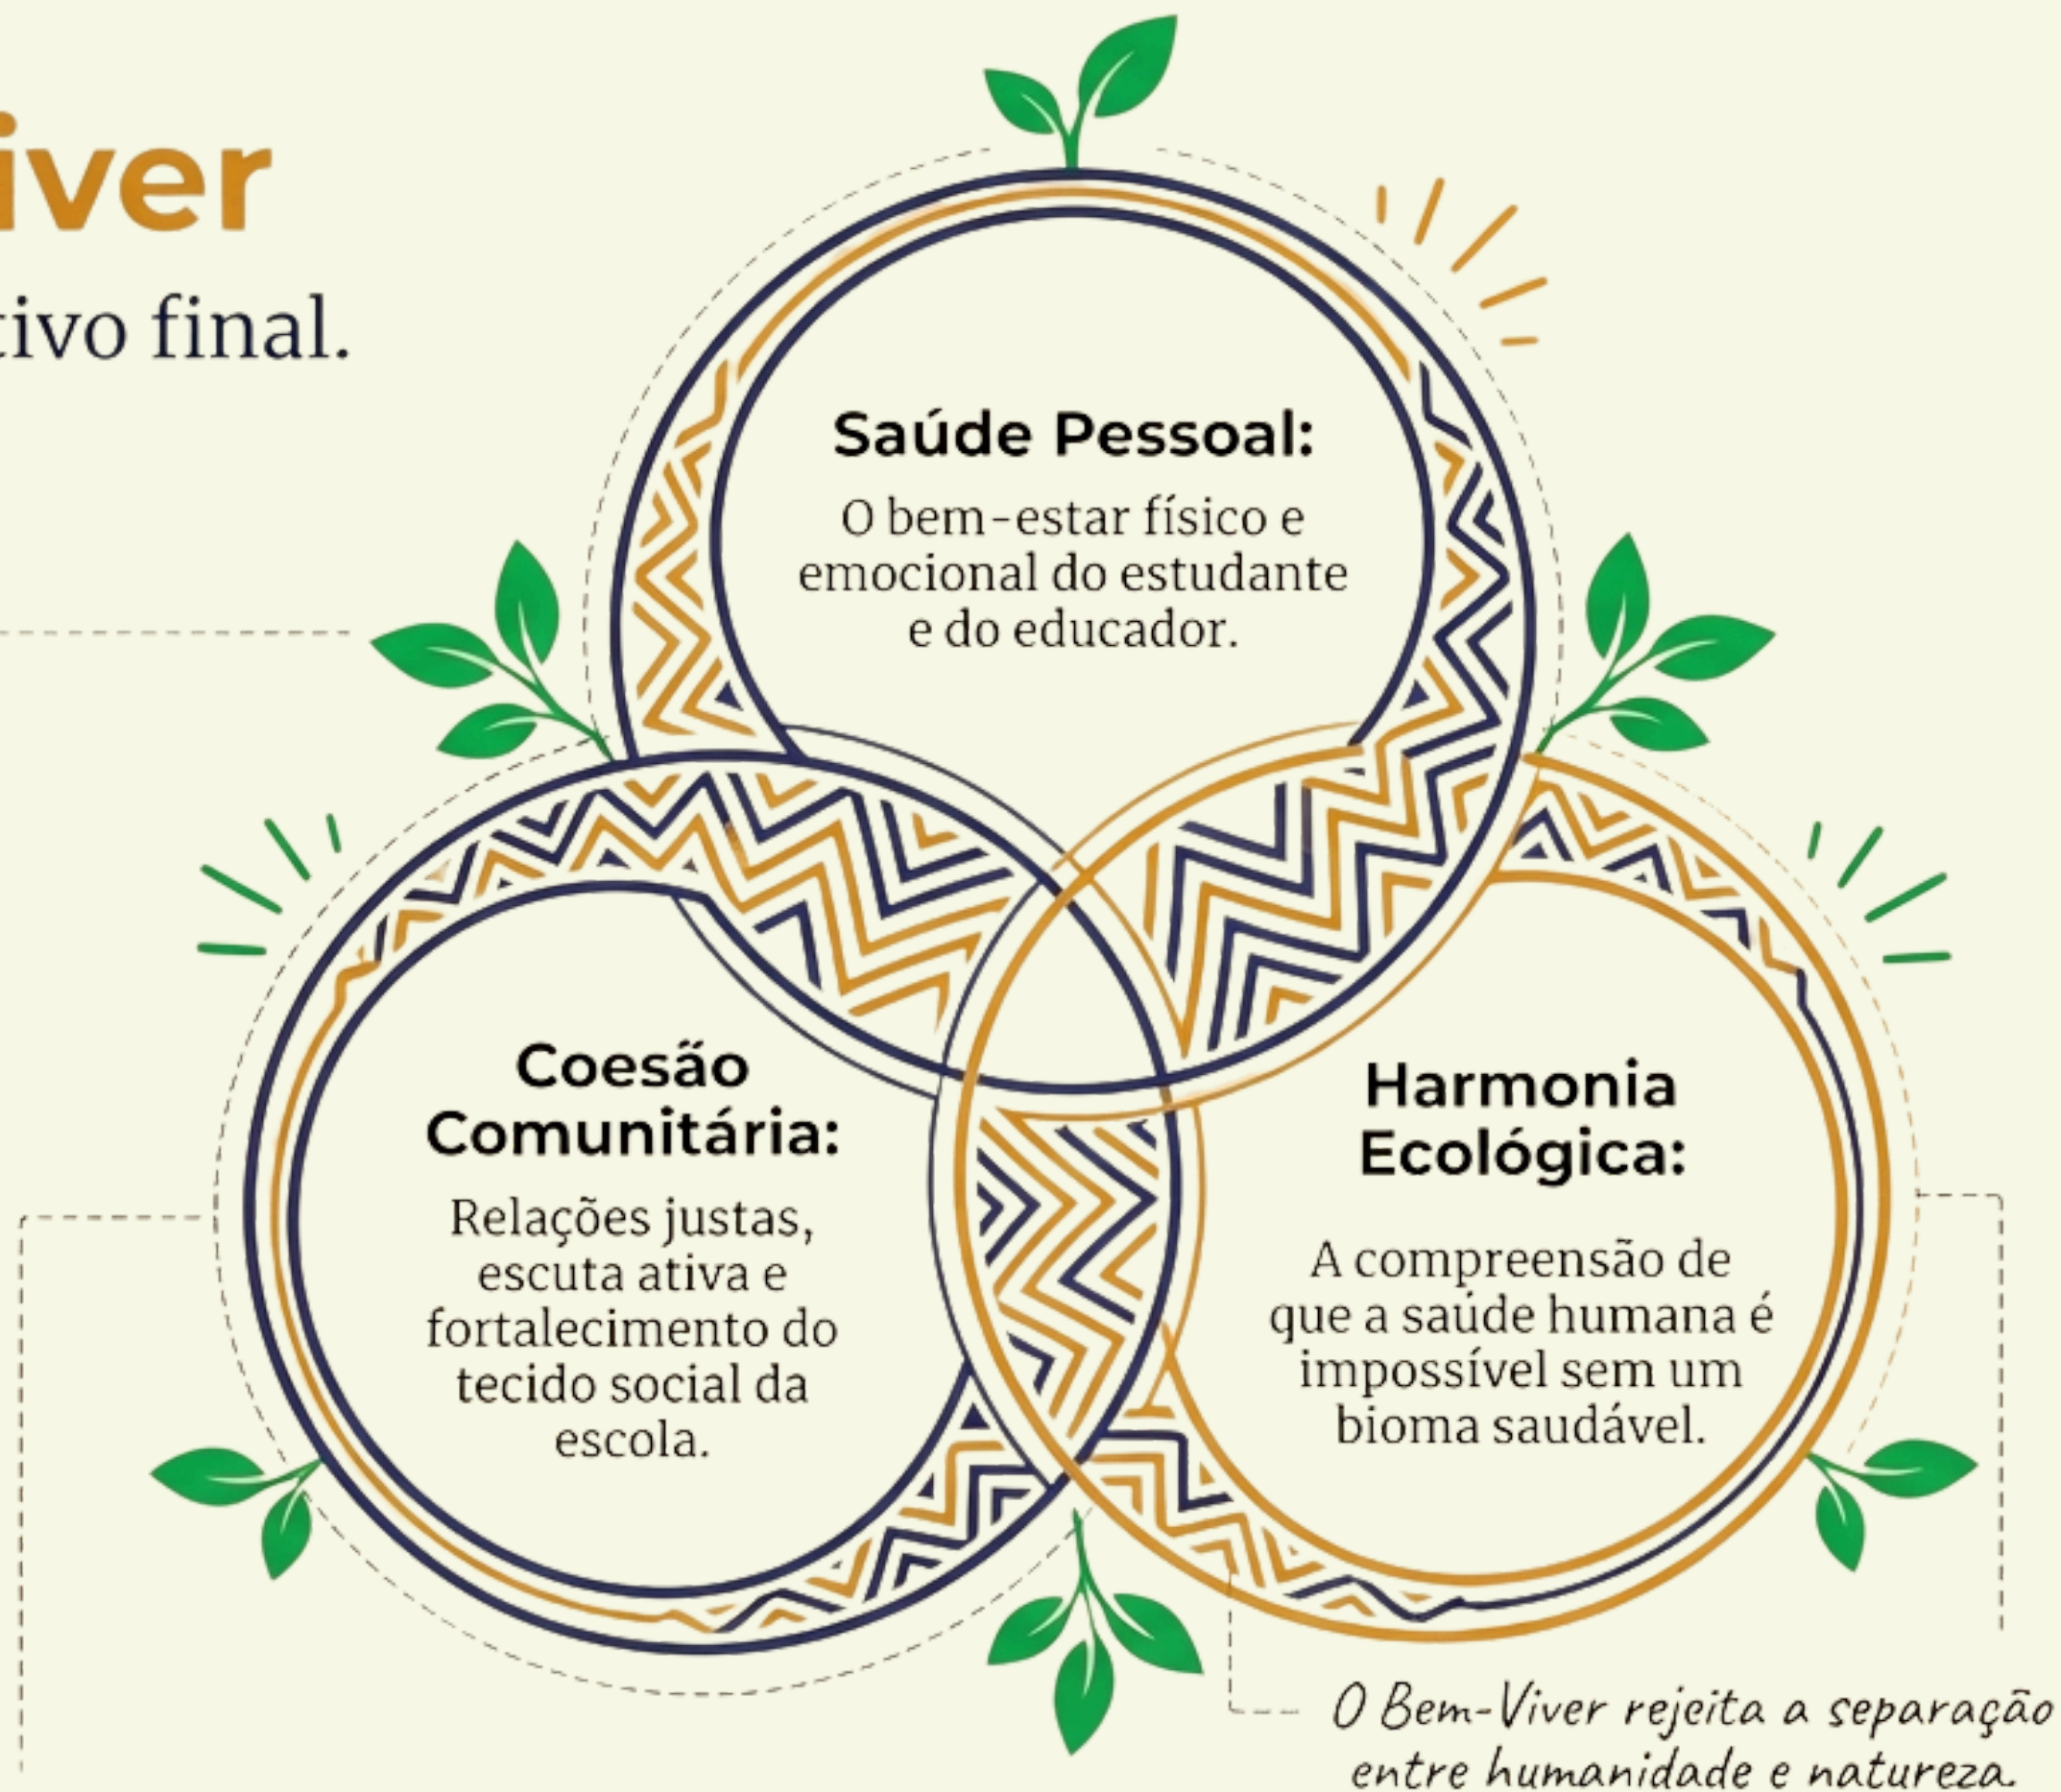 iver
tivo final.
Saúde Pessoal:
O bem-estar físico e
emocional do estudante
e do educador.
Coesão
Comunitária:
Relações justas,
escuta ativa e
fortalecimento do
tecido social da
escola.
Harmonia
Ecológica:
A compreensão de
que a saúde humana é
impossível sem um
bioma saudável.
O Bem-Viver rejeita a separação
entre humanidade e natureza.